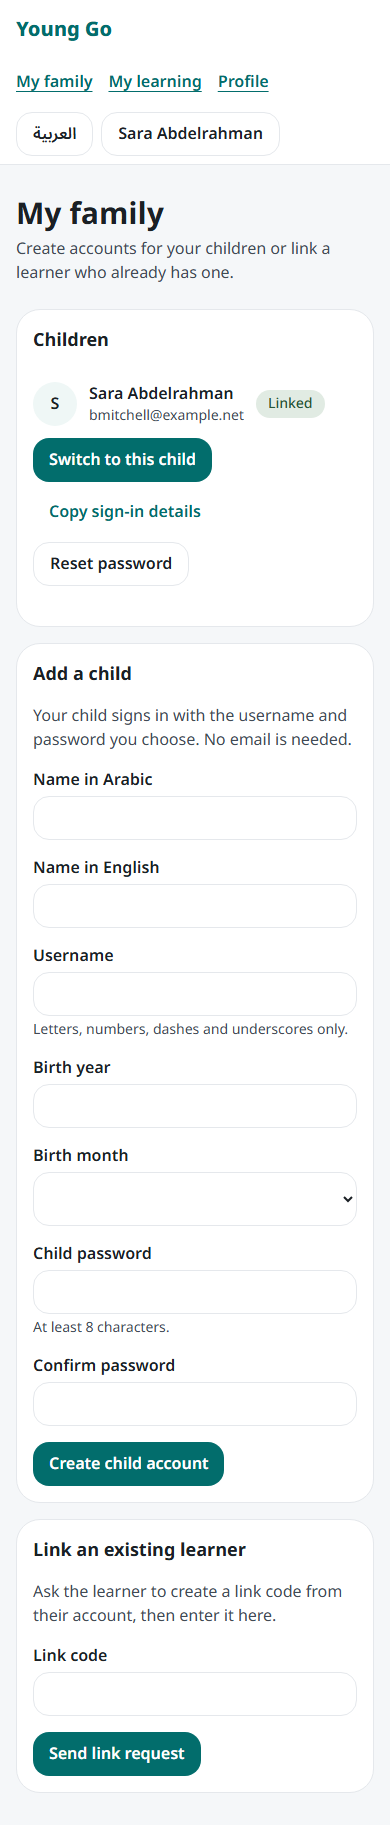 Young Go
My family My learning Profile
العربية Sara Abdelrahman
My family
Create accounts for your children or link a
learner who already has one.
Children
S
Sara Abdelrahman
bmitchell@example.net
Linked
Switch to this child
Copy sign-in details
Reset password
Add a child
Your child signs in with the username and
password you choose. No email is needed.
Name in Arabic
Name in English
Username
Letters, numbers, dashes and underscores only.
Birth year
Birth month
Child password
At least 8 characters.
Confirm password
Create child account
Link an existing learner
Ask the learner to create a link code from
their account, then enter it here.
Link code
Send link request